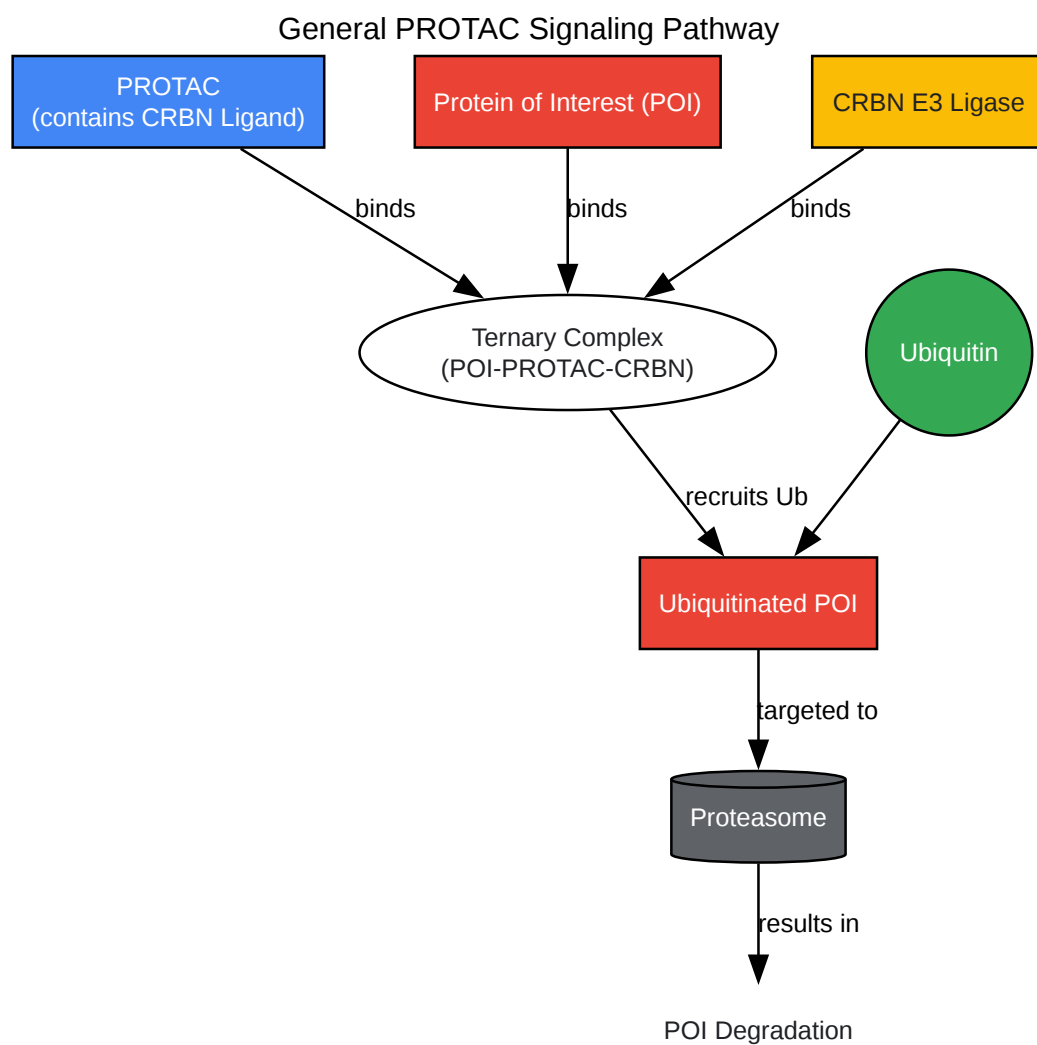 General PROTAC Signaling Pathway
PROTAC
(contains CRBN Ligand)
Protein of Interest (POI)
CRBN E3 Ligase
binds
binds
binds
Ternary Complex
(POI-PROTAC-CRBN)
Ubiquitin
recruits Ub
Ubiquitinated POI
targeted to
Proteasome
results in
POI Degradation